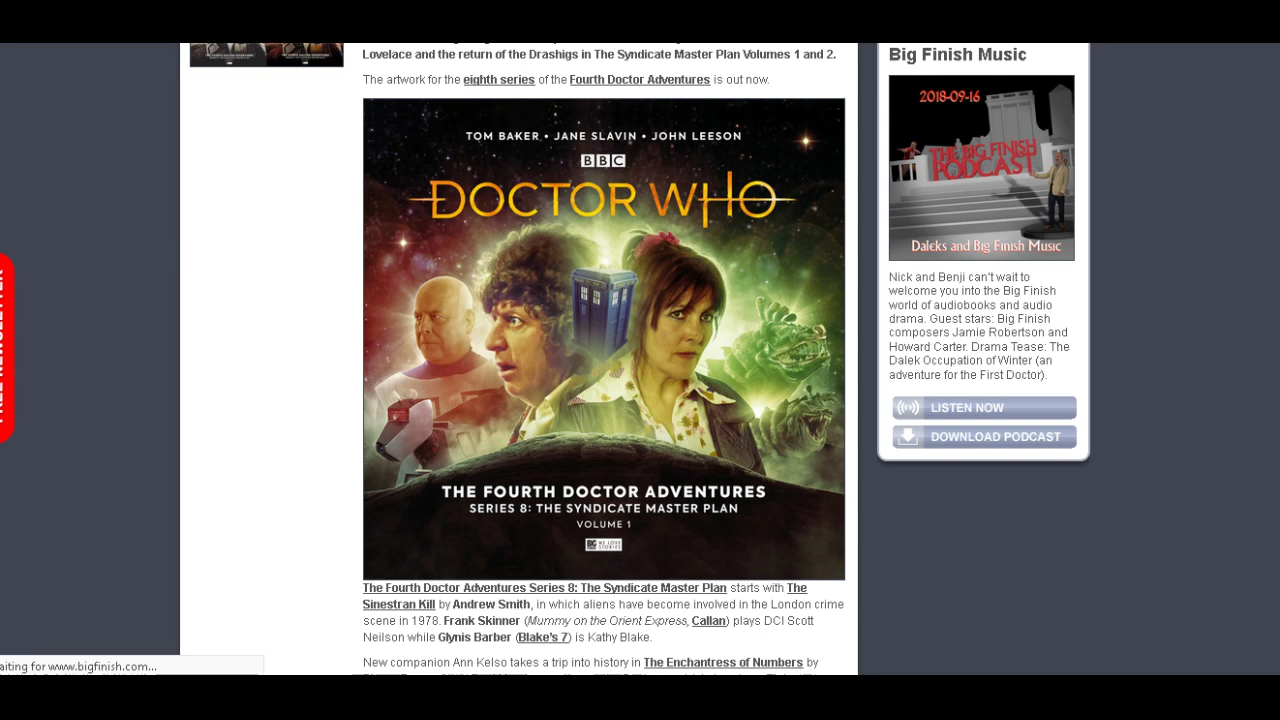 Lovelace and the return of the Drashigs in The Syndicate Master Plan Volumes 1 and 2.
The artwork for the eighth series of the Fourth Doctor Adventures is out now.
TOM BAKER • JANE SLAVIN • JOHN LEESON
BBC
DOCTOR WHO
THE FOURTH DOCTOR ADVENTURES
SERIES 8: THE SYNDICATE MASTER PLAN
VOLUME 1
BIG FINISH WE LOVE STORIES
The Fourth Doctor Adventures Series 8: The Syndicate Master Plan starts with The
Sinestran Kill by Andrew Smith, in which aliens have become involved in the London crime
scene in 1978. Frank Skinner (Mummy on the Orient Express, Callan) plays DCI Scott
Neilson while Glynis Barber (Blake's 7) is Kathy Blake.
New companion Ann Kelso takes a trip into history in The Enchantress of Numbers by
Big Finish Music
2018-09-16
THE BIG FINISH
PODCAST
Daleks and Big Finish Music
Nick and Benji can't wait to
welcome you into the Big Finish
world of audiobooks and audio
drama. Guest stars: Big Finish
composers Jamie Robertson and
Howard Carter. Drama Tease: The
Dalek Occupation of Winter (an
adventure for the First Doctor).
LISTEN NOW
DOWNLOAD PODCAST
FREE NEWSLETTER
aiting for www.bigfinish.com...